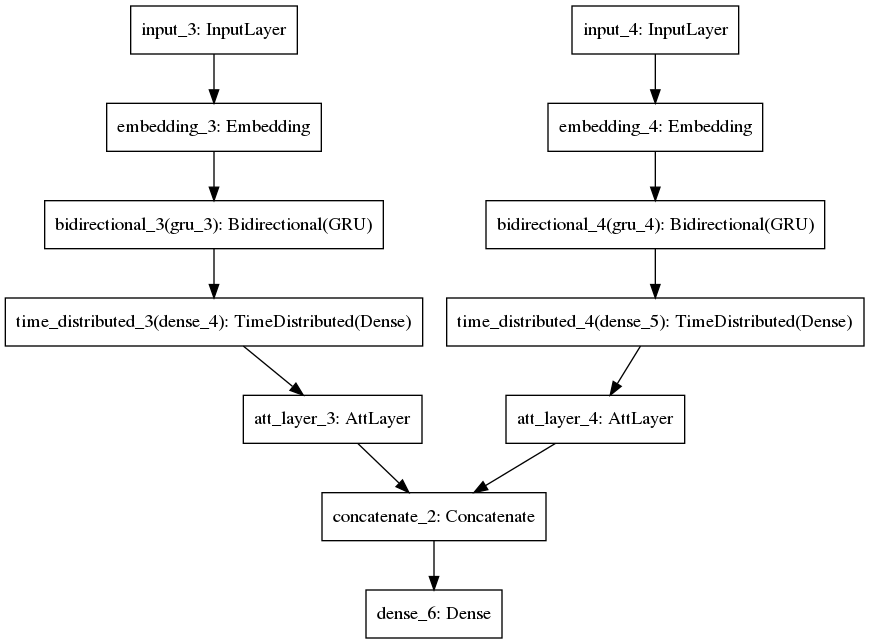 input_3: InputLayer
input_4: InputLayer
embedding_3: Embedding
embedding_4: Embedding
bidirectional_3(gru_3): Bidirectional(GRU)
bidirectional_4(gru_4): Bidirectional(GRU)
time_distributed_3(dense_4): TimeDistributed(Dense)
time_distributed_4(dense_5): TimeDistributed(Dense)
att_layer_3: AttLayer
att_layer_4: AttLayer
concatenate_2: Concatenate
dense_6: Dense